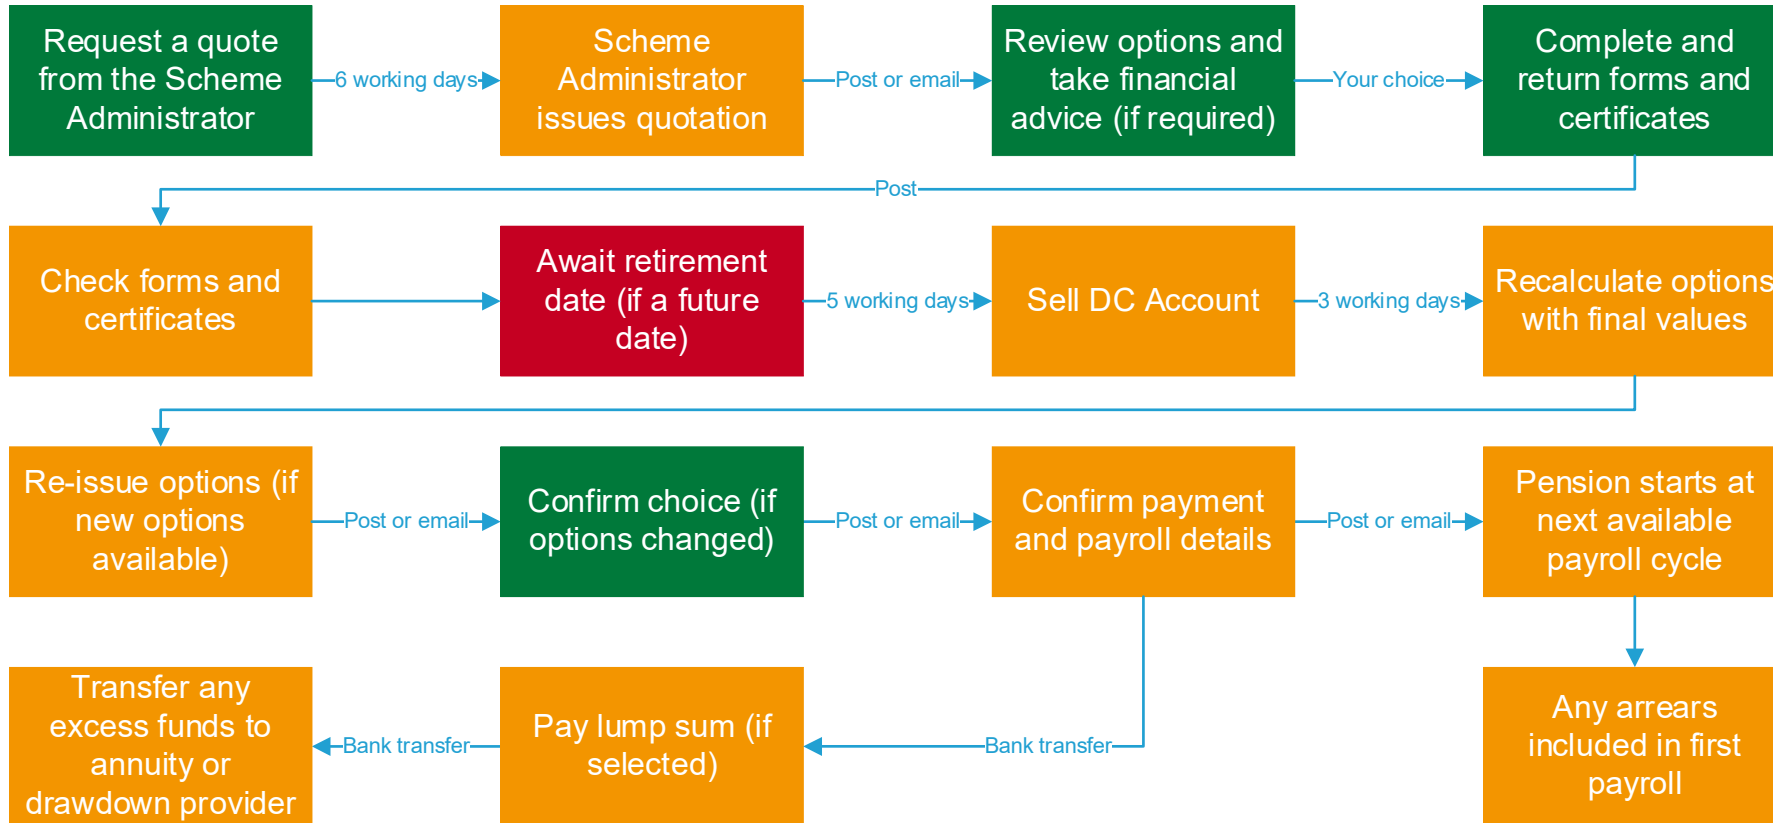 Request a quote
from the Scheme
Administrator
6 working days
Scheme
Administrator
issues quotation
Post or email
Review options and
take financial
advice (if required)
Your choice
Complete and
return forms and
certificates
Post
Check forms and
certificates
Await retirement
date (if a future
date)
5 working days
Sell DC Account
3 working days
Recalculate options
with final values
Re-issue options (if
new options
available)
Post or email
Confirm choice (if
options changed)
Post or email
Confirm payment
and payroll details
Post or email
Pension starts at
next available
payroll cycle
Transfer any
excess funds to
annuity or
drawdown provider
Bank transfer
Pay lump sum (if
selected)
Bank transfer
Any arrears
included in first
payroll